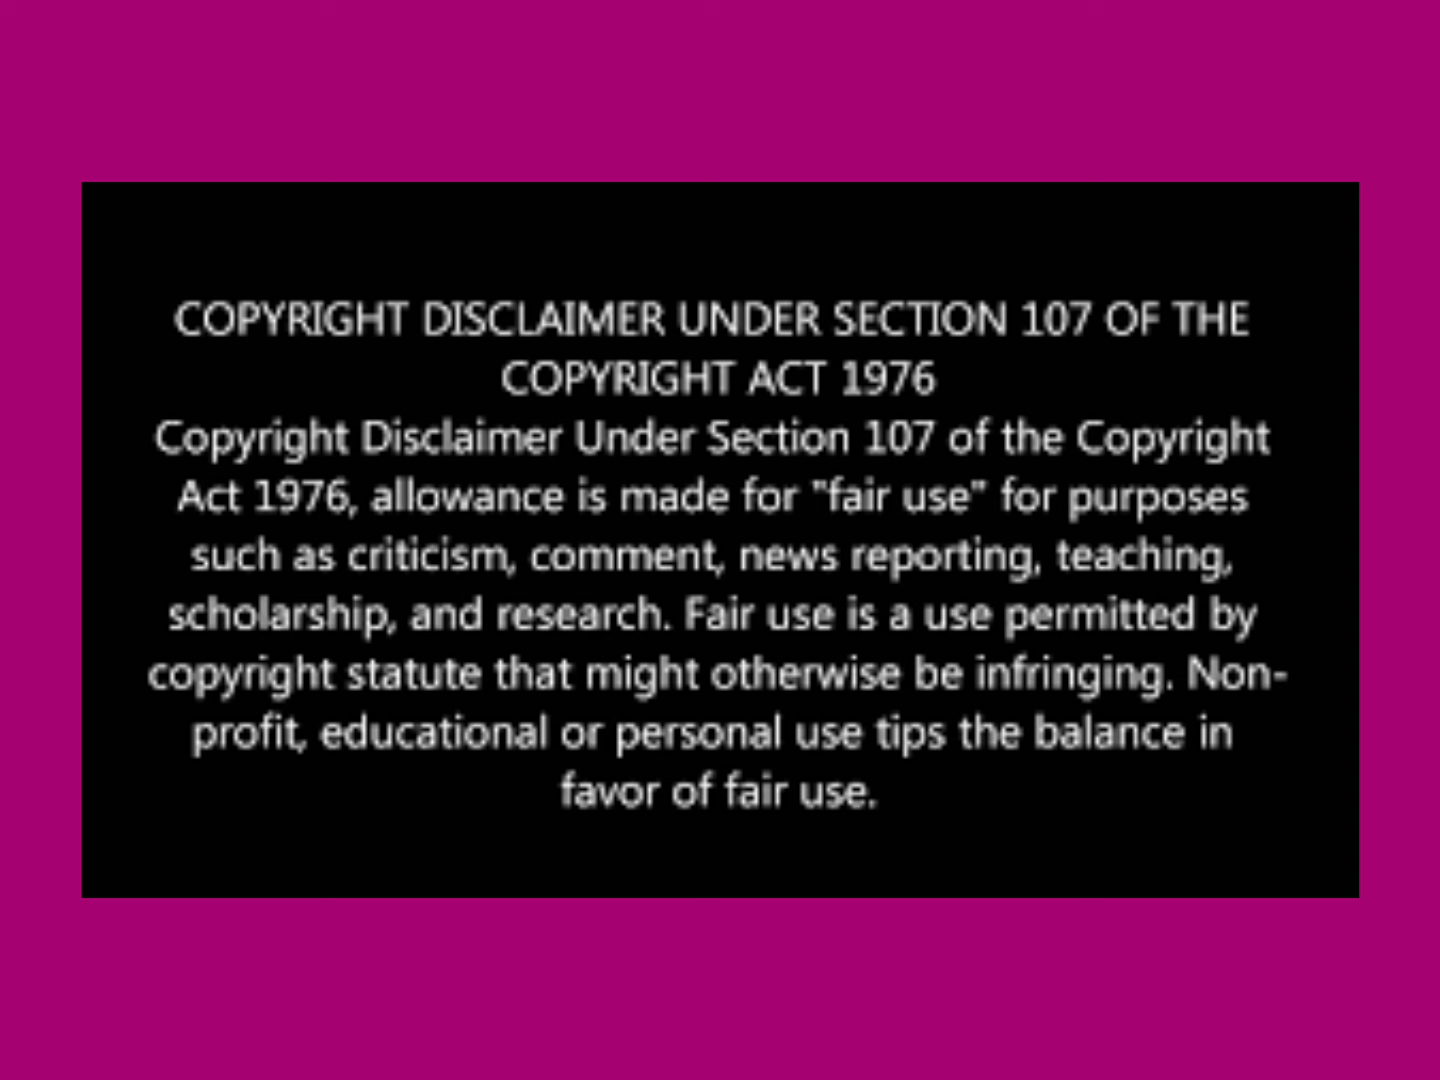 COPYRIGHT DISCLAIMER UNDER SECTION 107 OF THE
COPYRIGHT ACT 1976
Copyright Disclaimer Under Section 107 of the Copyright
Act 1976, allowance is made for "fair use" for purposes
such as criticism, comment, news reporting, teaching,
scholarship, and research. Fair use is a use permitted by
copyright statute that might otherwise be infringing. Non-
profit, educational or personal use tips the balance in
favor of fair use.